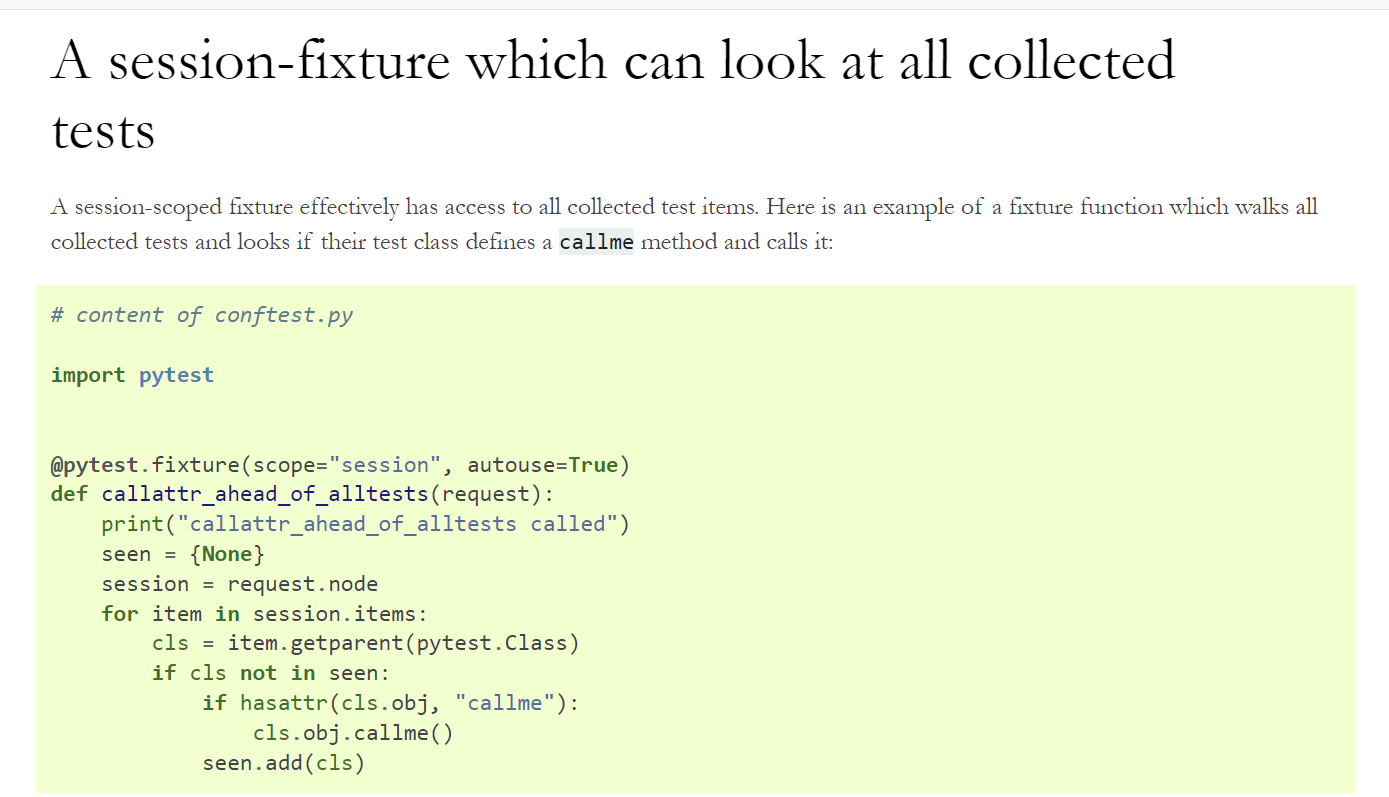 A session-fixture which can look at all collected
tests
A session-scoped fixture effectively has access to all collected test items. Here is an example of a fixture function which walks all
collected tests and looks if their test class defines a callme method and calls it:
# content of conftest.py
import pytest
@pytest.fixture(scope="session", autouse=True)
def callattr_ahead_of_alltests(request):
    print("callattr_ahead_of_alltests called")
    seen = {None}
    session = request.node
    for item in session.items:
        cls = item.getparent(pytest.Class)
        if cls not in seen:
            if hasattr(cls.obj, "callme"):
                cls.obj.callme()
            seen.add(cls)